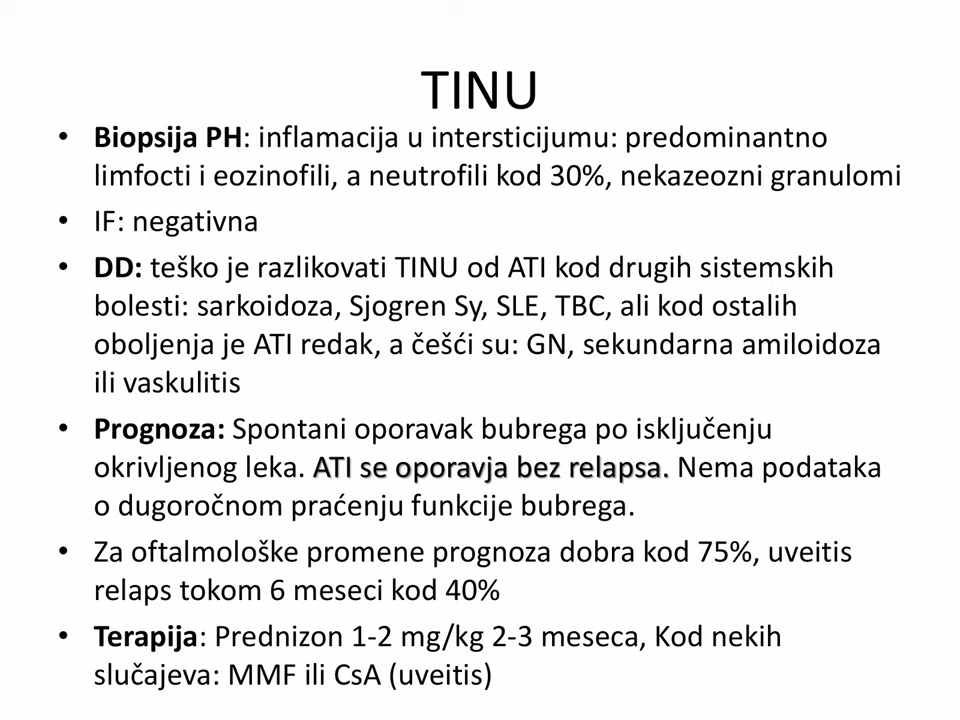 TINU
• Biopsija PH: inflamacija u intersticijumu: predominantno
limfocti i eozinofili, a neutrofili kod 30%, nekazeozni granulomi
• IF: negativna
• DD: teško je razlikovati TINU od ATI kod drugih sistemskih
bolesti: sarkoidoza, Sjogren Sy, SLE, TBC, ali kod ostalih
oboljenja je ATI redak, a češći su: GN, sekundarna amiloidoza
ili vaskulitis
• Prognoza: Spontani oporavak bubrega po isključenju
okrivljenog leka. ATI se oporavja bez relapsa. Nema podataka
o dugoročnom praćenju funkcije bubrega.
• Za oftalmološke promene prognoza dobra kod 75%, uveitis
relaps tokom 6 meseci kod 40%
• Terapija: Prednizon 1-2 mg/kg 2-3 meseca, Kod nekih
slučajeva: MMF ili CsA (uveitis)